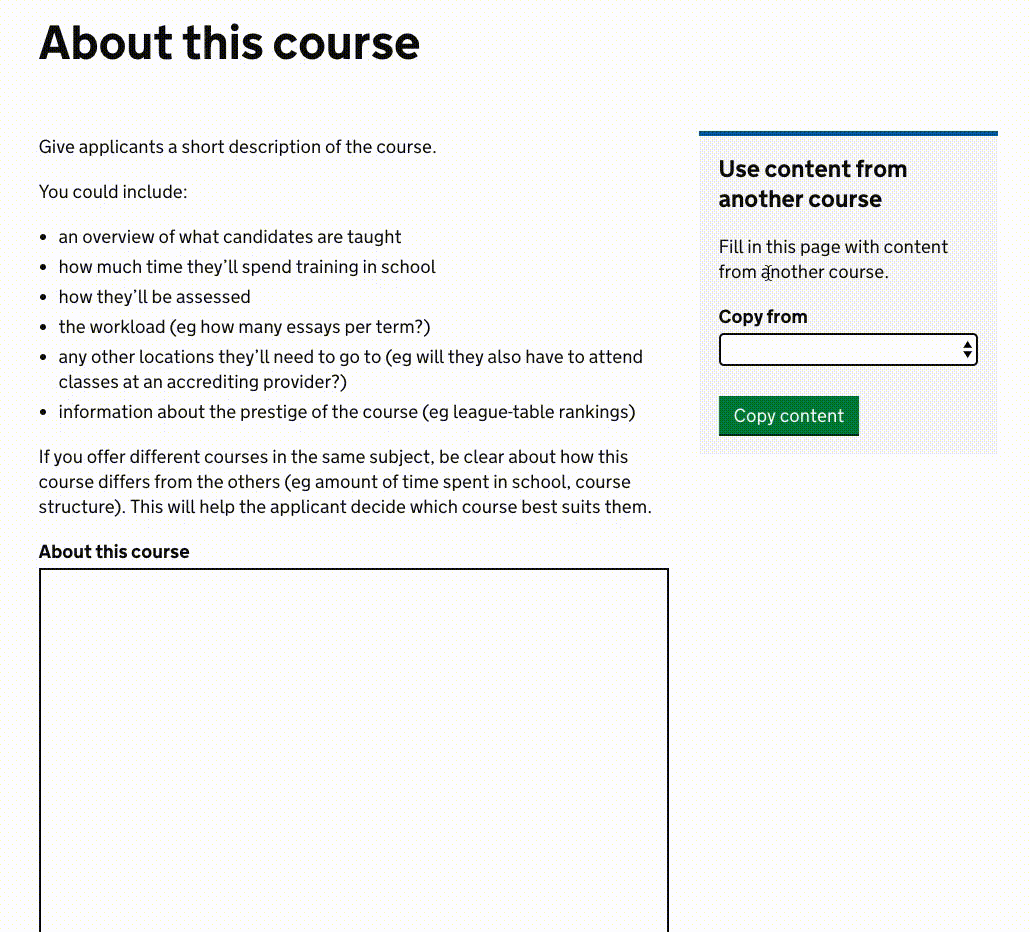 About this course
Give applicants a short description of the course.
You could include:
• an overview of what candidates are taught
• how much time they’ll spend training in school
• how they’ll be assessed
• the workload (eg how many essays per term?)
• any other locations they’ll need to go to (eg will they also have to attend
classes at an accrediting provider?)
• information about the prestige of the course (eg league-table rankings)
If you offer different courses in the same subject, be clear about how this
course differs from the others (eg amount of time spent in school, course
structure). This will help the applicant decide which course best suits them.
About this course
Use content from
another course
Fill in this page with content
from another course.
Copy from
Copy content